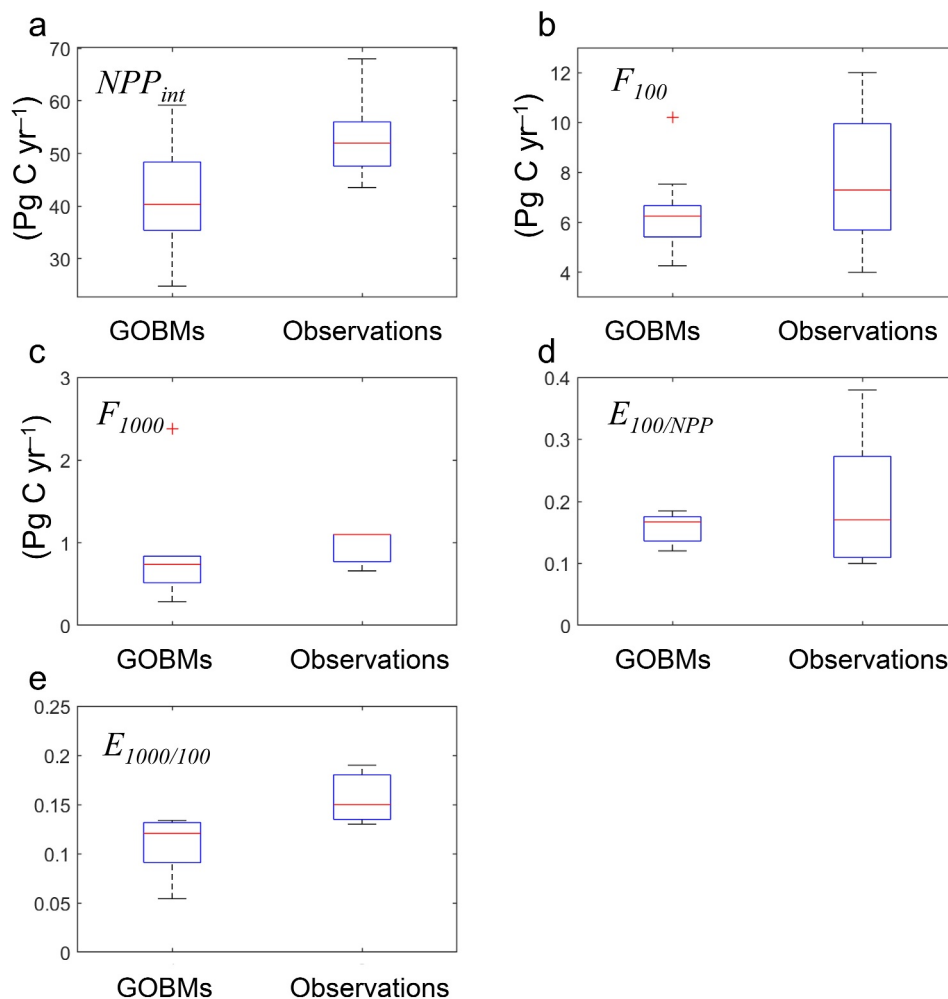 a
NPP_int
(Pg C yr⁻¹)
70
60
50
40
30
GOBMs Observations
b
F_100
(Pg C yr⁻¹)
12
10
8
6
4
GOBMs Observations
c
F_1000
(Pg C yr⁻¹)
3
2
1
0
GOBMs Observations
d
E_100/NPP
0.4
0.3
0.2
0.1
0
GOBMs Observations
e
E_1000/100
0.25
0.2
0.15
0.1
0.05
0
GOBMs Observations